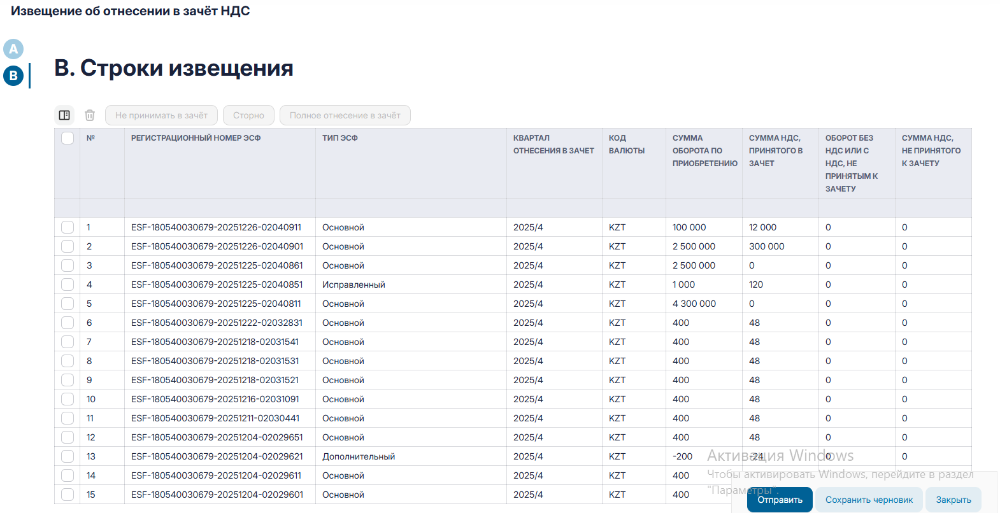 Извещение об отнесении в зачёт НДС
A
B
В. Строки извещения
Не принимать в зачёт Сторно Полное отнесение в зачёт
№ РЕГИСТРАЦИОННЫЙ НОМЕР ЭСФ ТИП ЭСФ КВАРТАЛ КОД СУММА СУММА НДС, ОБОРОТ БЕЗ СУММА НДС,
ОТНЕСЕНИЯ В ЗАЧЕТ ВАЛЮТЫ ОБОРОТА ПО ПРИНЯТОГО В НДС ИЛИ С НЕ ПРИНЯТОГО
ПРИОБРЕТЕНИЮ ЗАЧЕТ НДС, НЕ К ЗАЧЕТУ
ПРИНЯТЫМ К
ЗАЧЕТУ
1 ESF-180540030679-20251226-02040911 Основной 2025/4 KZT 100 000 12 000 0 0
2 ESF-180540030679-20251226-02040901 Основной 2025/4 KZT 2 500 000 300 000 0 0
3 ESF-180540030679-20251225-02040861 Основной 2025/4 KZT 2 500 000 0 0 0
4 ESF-180540030679-20251225-02040851 Исправленный 2025/4 KZT 1 000 120 0 0
5 ESF-180540030679-20251225-02040811 Основной 2025/4 KZT 4 300 000 0 0 0
6 ESF-180540030679-20251222-02032831 Основной 2025/4 KZT 400 48 0 0
7 ESF-180540030679-20251218-02031541 Основной 2025/4 KZT 400 48 0 0
8 ESF-180540030679-20251218-02031531 Основной 2025/4 KZT 400 48 0 0
9 ESF-180540030679-20251218-02031521 Основной 2025/4 KZT 400 48 0 0
10 ESF-180540030679-20251216-02031091 Основной 2025/4 KZT 400 48 0 0
11 ESF-180540030679-20251211-02030441 Основной 2025/4 KZT 400 48 0 0
12 ESF-180540030679-20251204-02029651 Основной 2025/4 KZT 400 48 0 0
13 ESF-180540030679-20251204-02029621 Дополнительный 2025/4 KZT -200 -24 0 0
Активация Windows
14 ESF-180540030679-20251204-02029611 Основной 2025/4 KZT 400
Чтобы активировать Windows, перейдите в раздел
15 ESF-180540030679-20251204-02029601 Основной 2025/4 KZT 400
"Параметры".
Отправить Сохранить черновик Закрыть